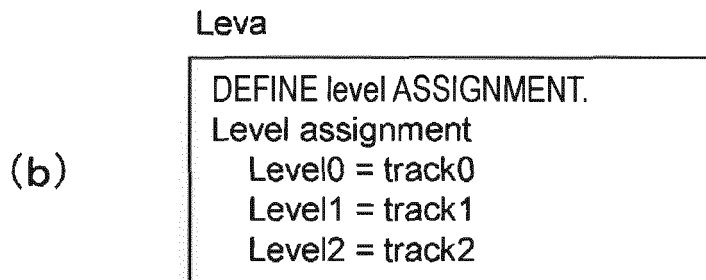 Leva
DEFINE level ASSIGNMENT.
Level assignment
(b)
Level0 = track0
Level1 = track1
Level2 = track2